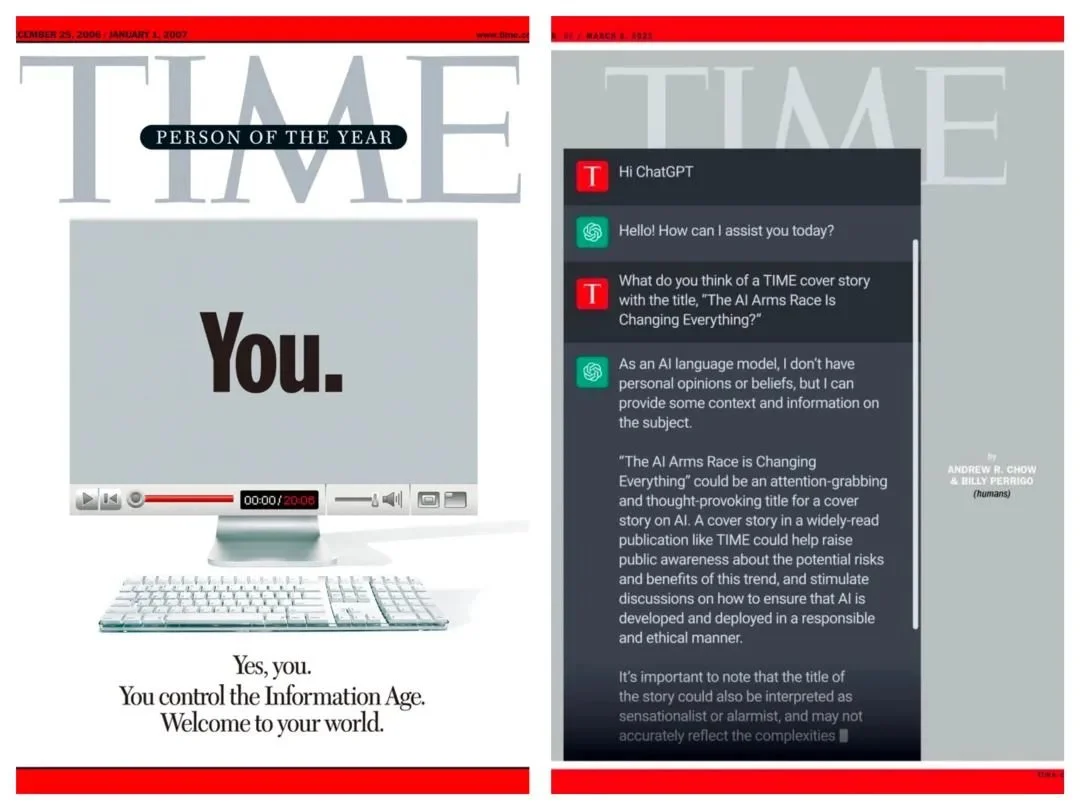 CEMBER 25, 2006 / JANUARY 1, 2007
www.time.c
TIME
PERSON OF THE YEAR
You.
00:00/20:06
Yes, you.
You control the Information Age.
Welcome to your world.
MARCH
TIME
T Hi ChatGPT
Hello! How can I assist you today?
T What do you think of a TIME cover story
with the title, “The AI Arms Race Is
Changing Everything?“
As an AI language model, I don’t have
personal opinions or beliefs, but I can
provide some context and information on
the subject.
“The AI Arms Race is Changing
Everything” could be an attention-grabbing
and thought-provoking title for a cover
story on AI. A cover story in a widely-read
publication like TIME could help raise
public awareness about the potential risks
and benefits of this trend, and stimulate
discussions on how to ensure that AI is
developed and deployed in a responsible
and ethical manner.
It’s important to note that the title of
the story could also be interpreted as
sensationalist or alarmist, and may not
accurately reflect the complexities
by
ANDREW R. CHOW
& BILLY PERRIGO
(humans)